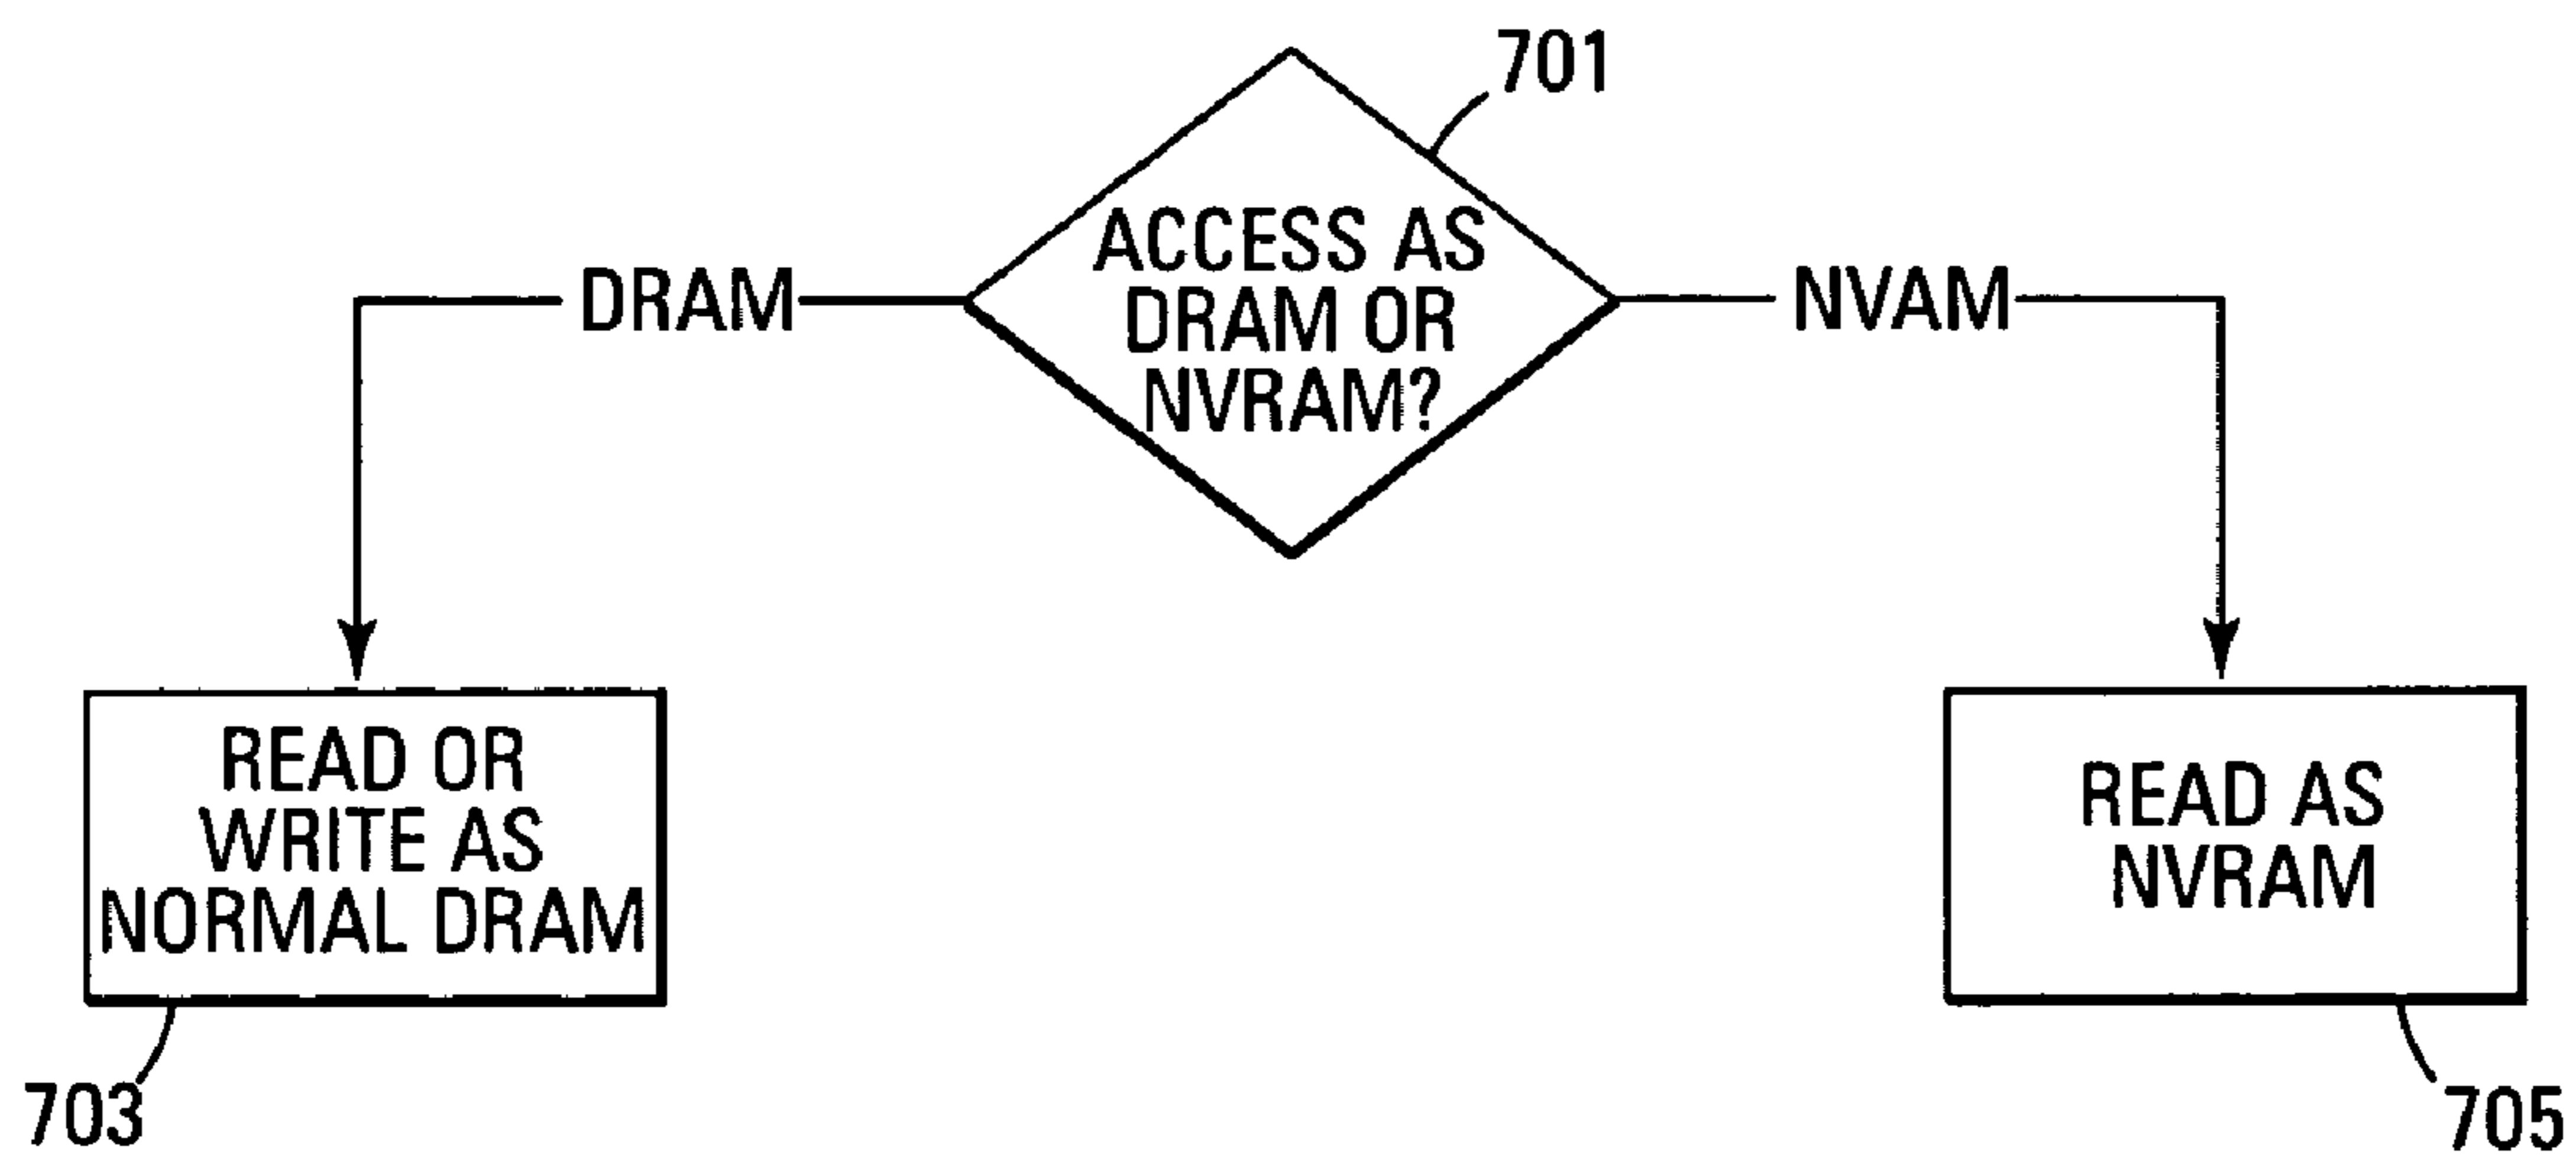 701
ACCESS AS
DRAM OR
NVRAM?
DRAM
NVAM
READ OR
WRITE AS
NORMAL DRAM
READ AS
NVRAM
703
705